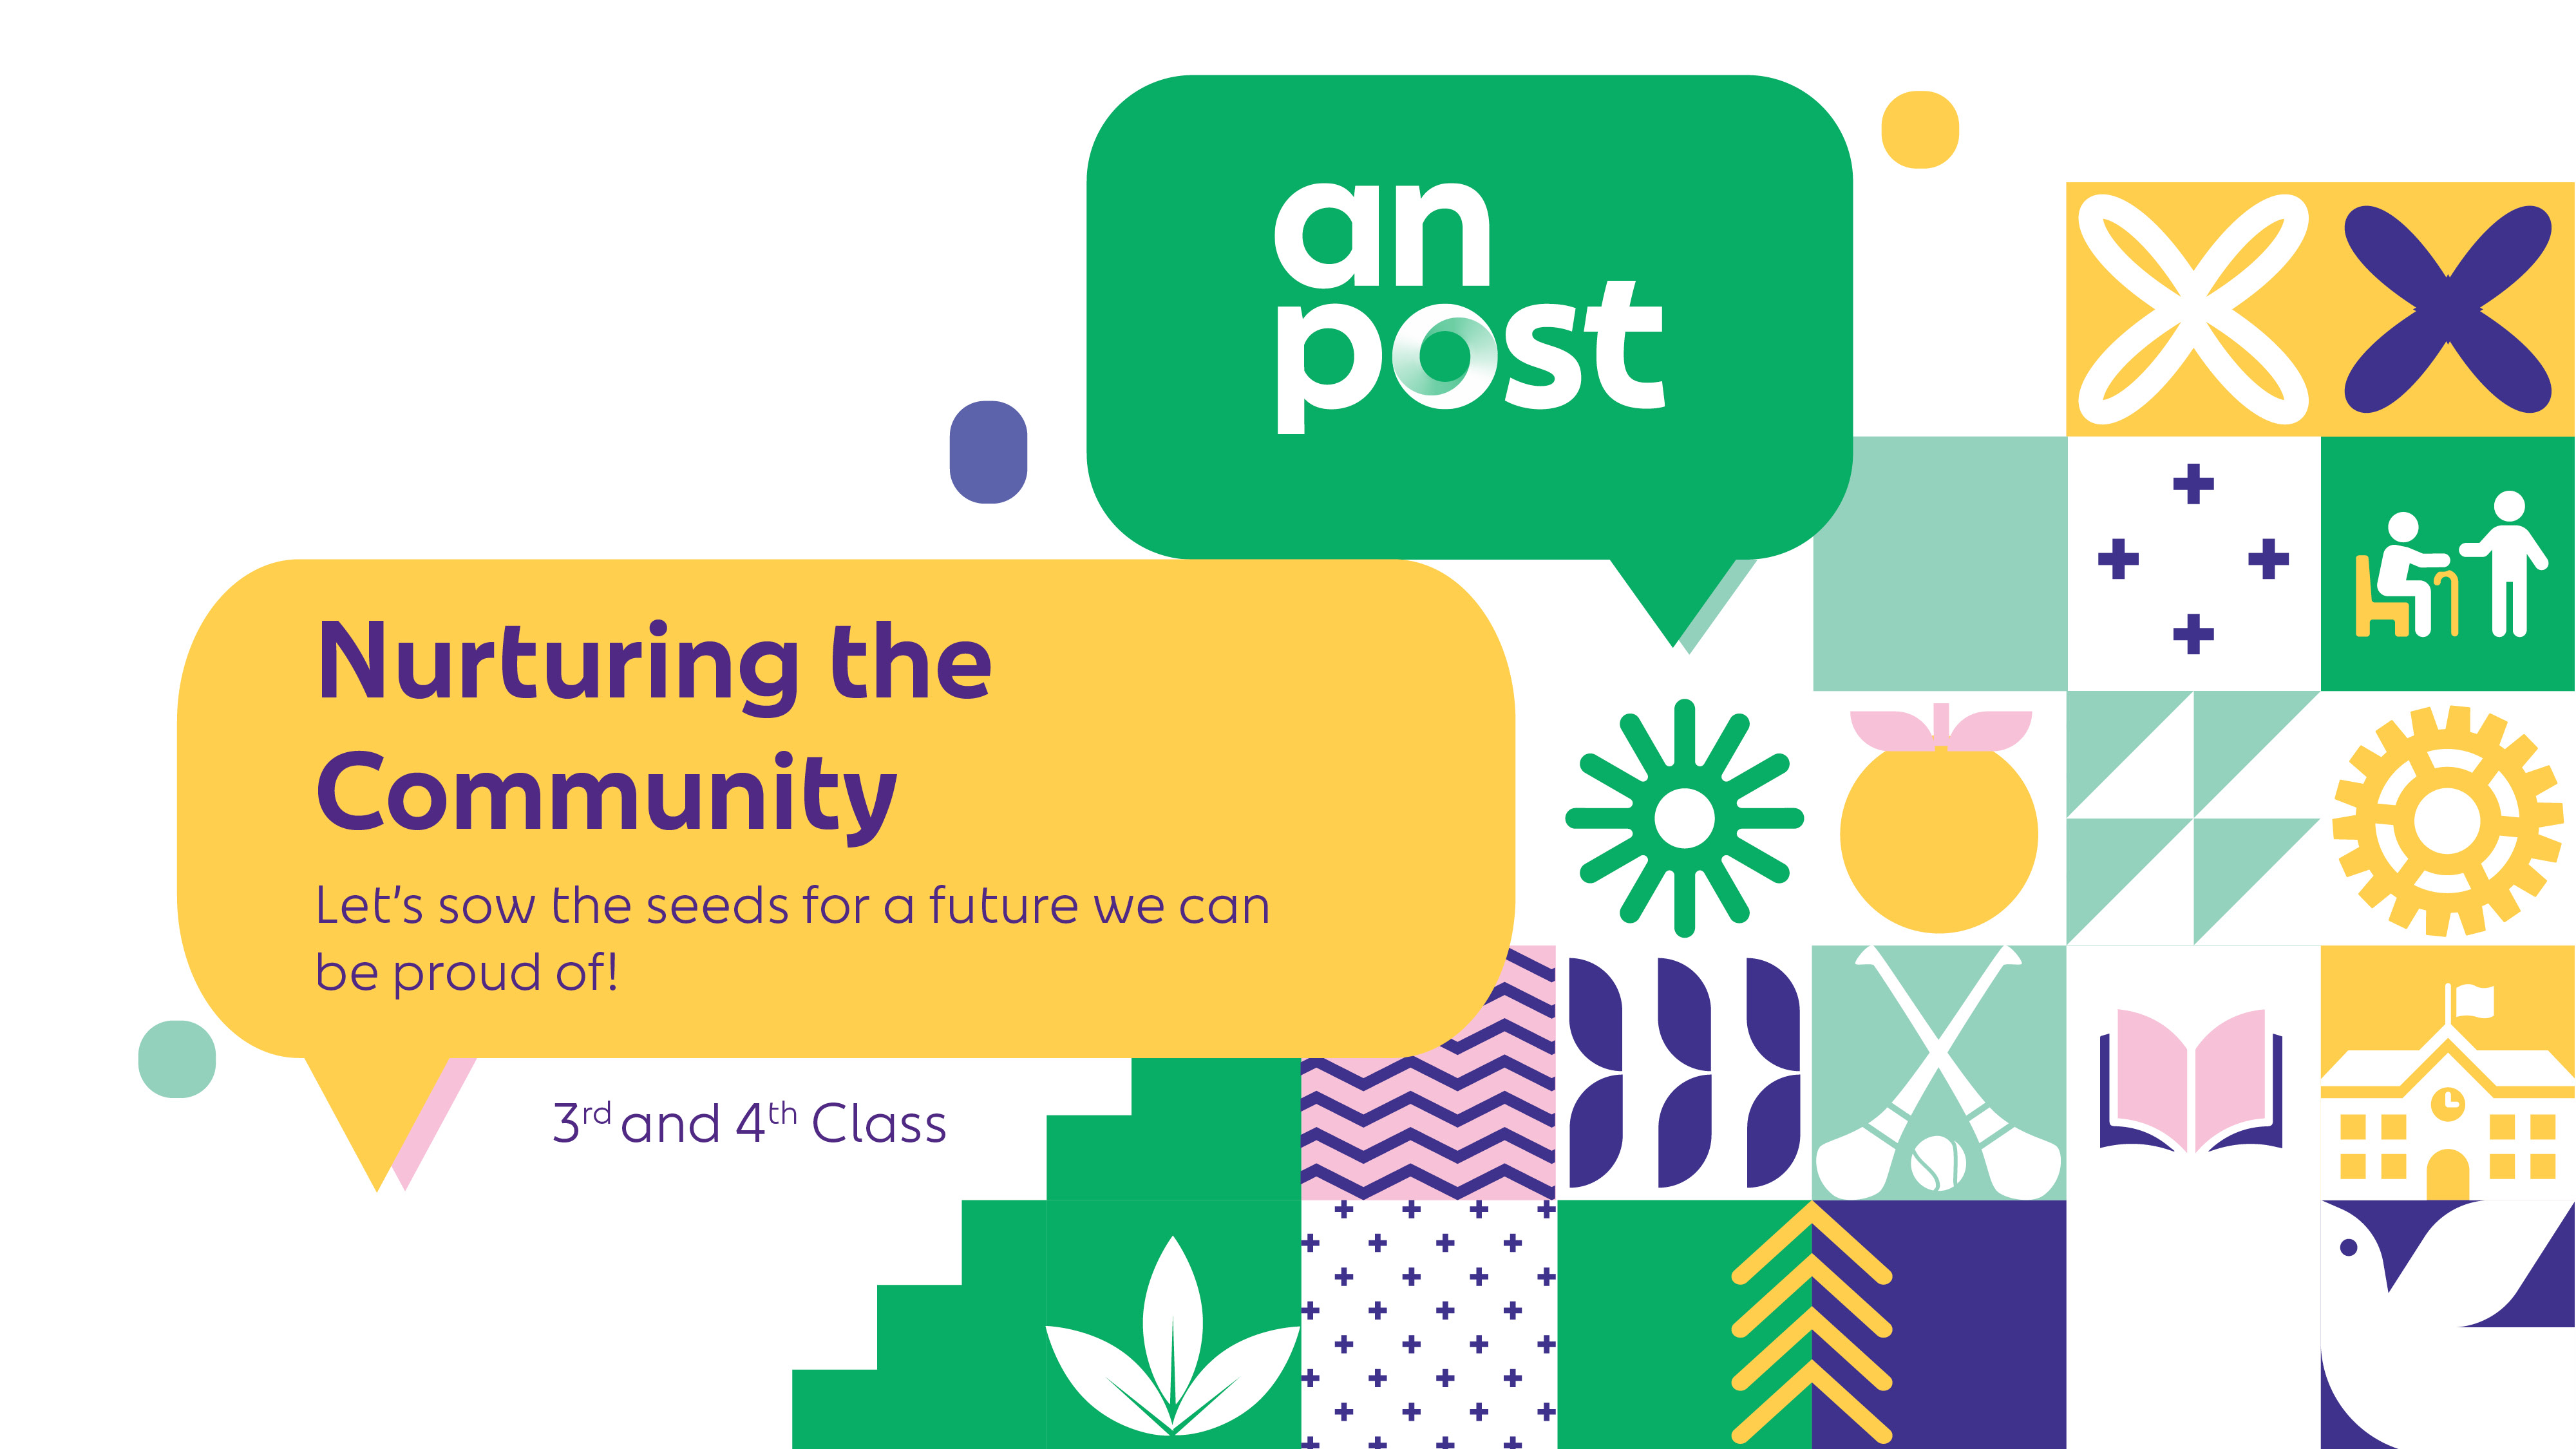 an
post
Nurturing the
Community
Let’s sow the seeds for a future we can
be proud of!
3rd and 4th Class